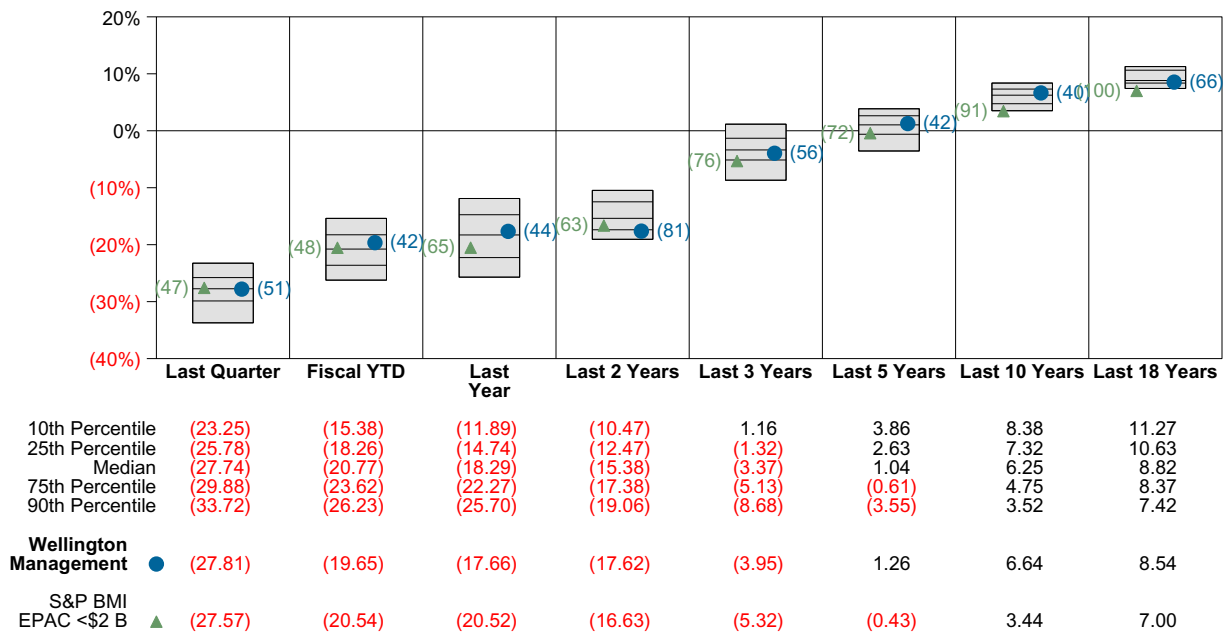 20%
10%
0%
(10%)
(20%)
(30%)
(40%)
(47) (51)
(48) (42)
(65) (44)
(63) (81)
(76) (56)
(72) (42)
(91) (40)
(100) (66)
Last Quarter Fiscal YTD Last Year Last 2 Years Last 3 Years Last 5 Years Last 10 Years Last 18 Years
10th Percentile (23.25) (15.38) (11.89) (10.47) 1.16 3.86 8.38 11.27
25th Percentile (25.78) (18.26) (14.74) (12.47) (1.32) 2.63 7.32 10.63
Median (27.74) (20.77) (18.29) (15.38) (3.37) 1.04 6.25 8.82
75th Percentile (29.88) (23.62) (22.27) (17.38) (5.13) (0.61) 4.75 8.37
90th Percentile (33.72) (26.23) (25.70) (19.06) (8.68) (3.55) 3.52 7.42
Wellington
Management (27.81) (19.65) (17.66) (17.62) (3.95) 1.26 6.64 8.54
S&P BMI
EPAC <$2 B (27.57) (20.54) (20.52) (16.63) (5.32) (0.43) 3.44 7.00